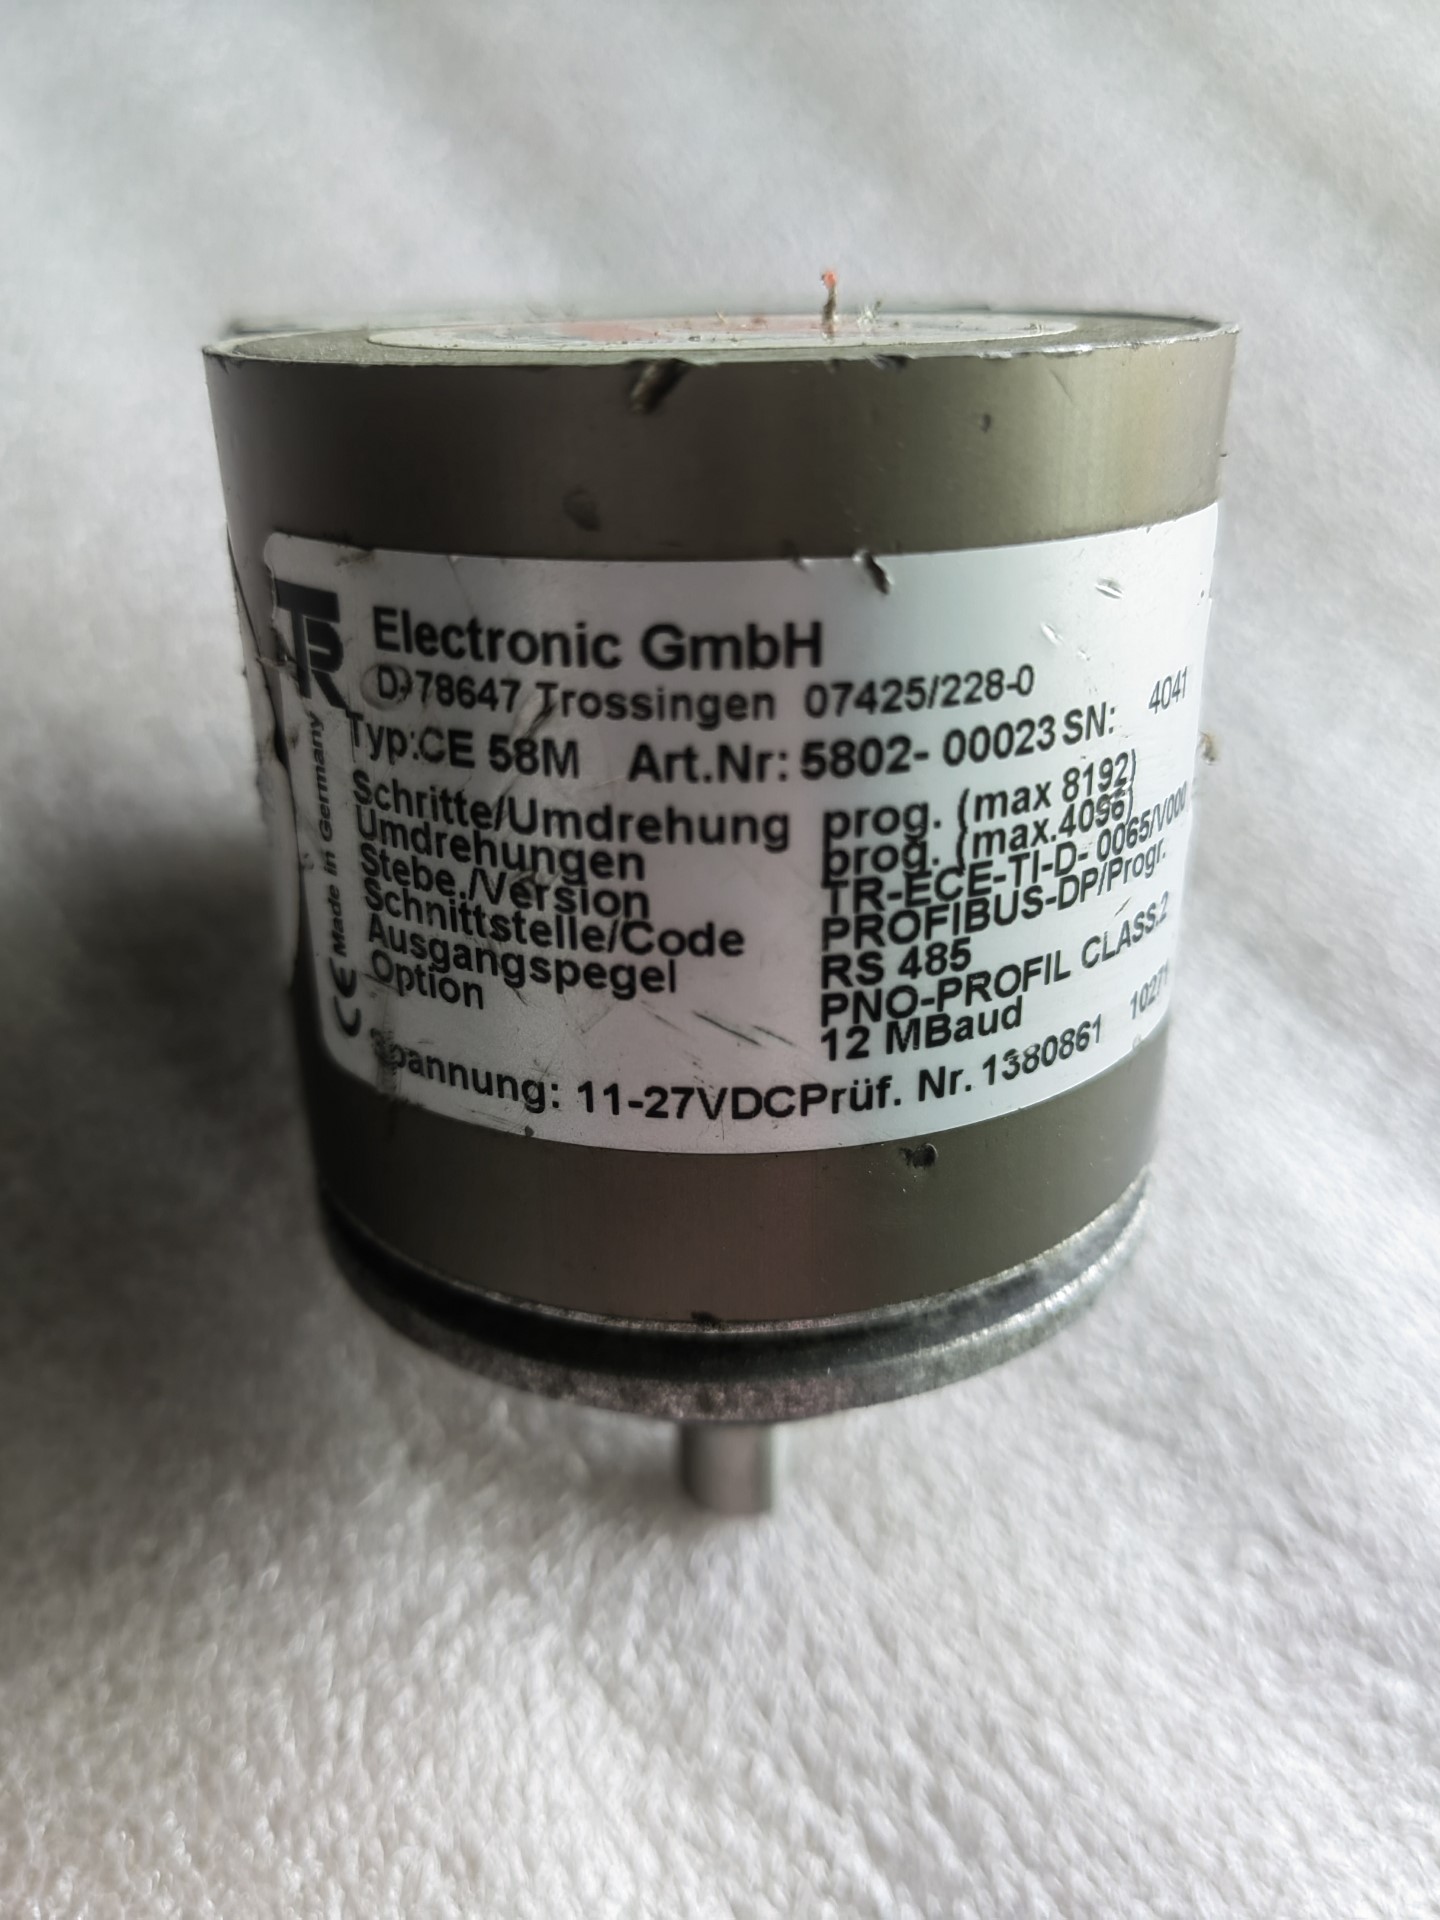 TR Electronic GmbH
D-78647 Trossingen 07425/228-0
Typ:CE 58M Art.Nr: 5802-00023 SN: 4041
Schritte/Umdrehung prog. (max 8192)
Umdrehungen prog. (max.4096)
Stebe./Version TR-ECE-TI-D-0065/V000
Schnittstelle/Code PROFIBUS-DP/Progr.
Ausgangspegel RS 485
Option PNO-PROFIL CLASS.2
12 MBaud
Spannung: 11-27VDC Prüf. Nr. 1380861
Made in Germany
CE